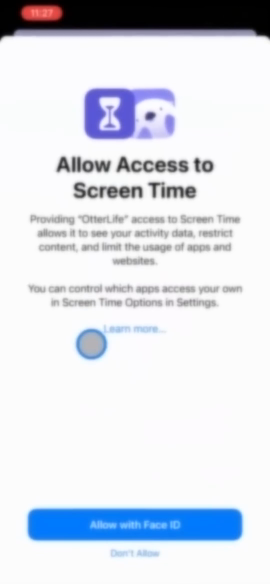 11:27
Allow Access to
Screen Time
Providing "OtterLife" access to Screen Time
allows it to see your activity data, restrict
content, and limit the usage of apps and
websites.
You can control which apps access your own
in Screen Time Options in Settings.
Learn more...
Allow with Face ID
Don't Allow